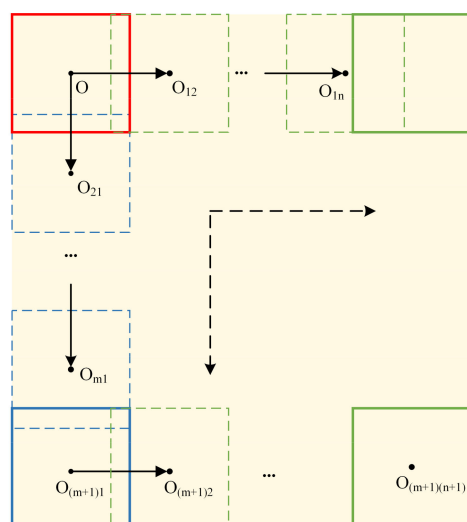 O
O12
...
O1n
O21
...
Om1
O(m+1)1
O(m+1)2
...
O(m+1)(n+1)